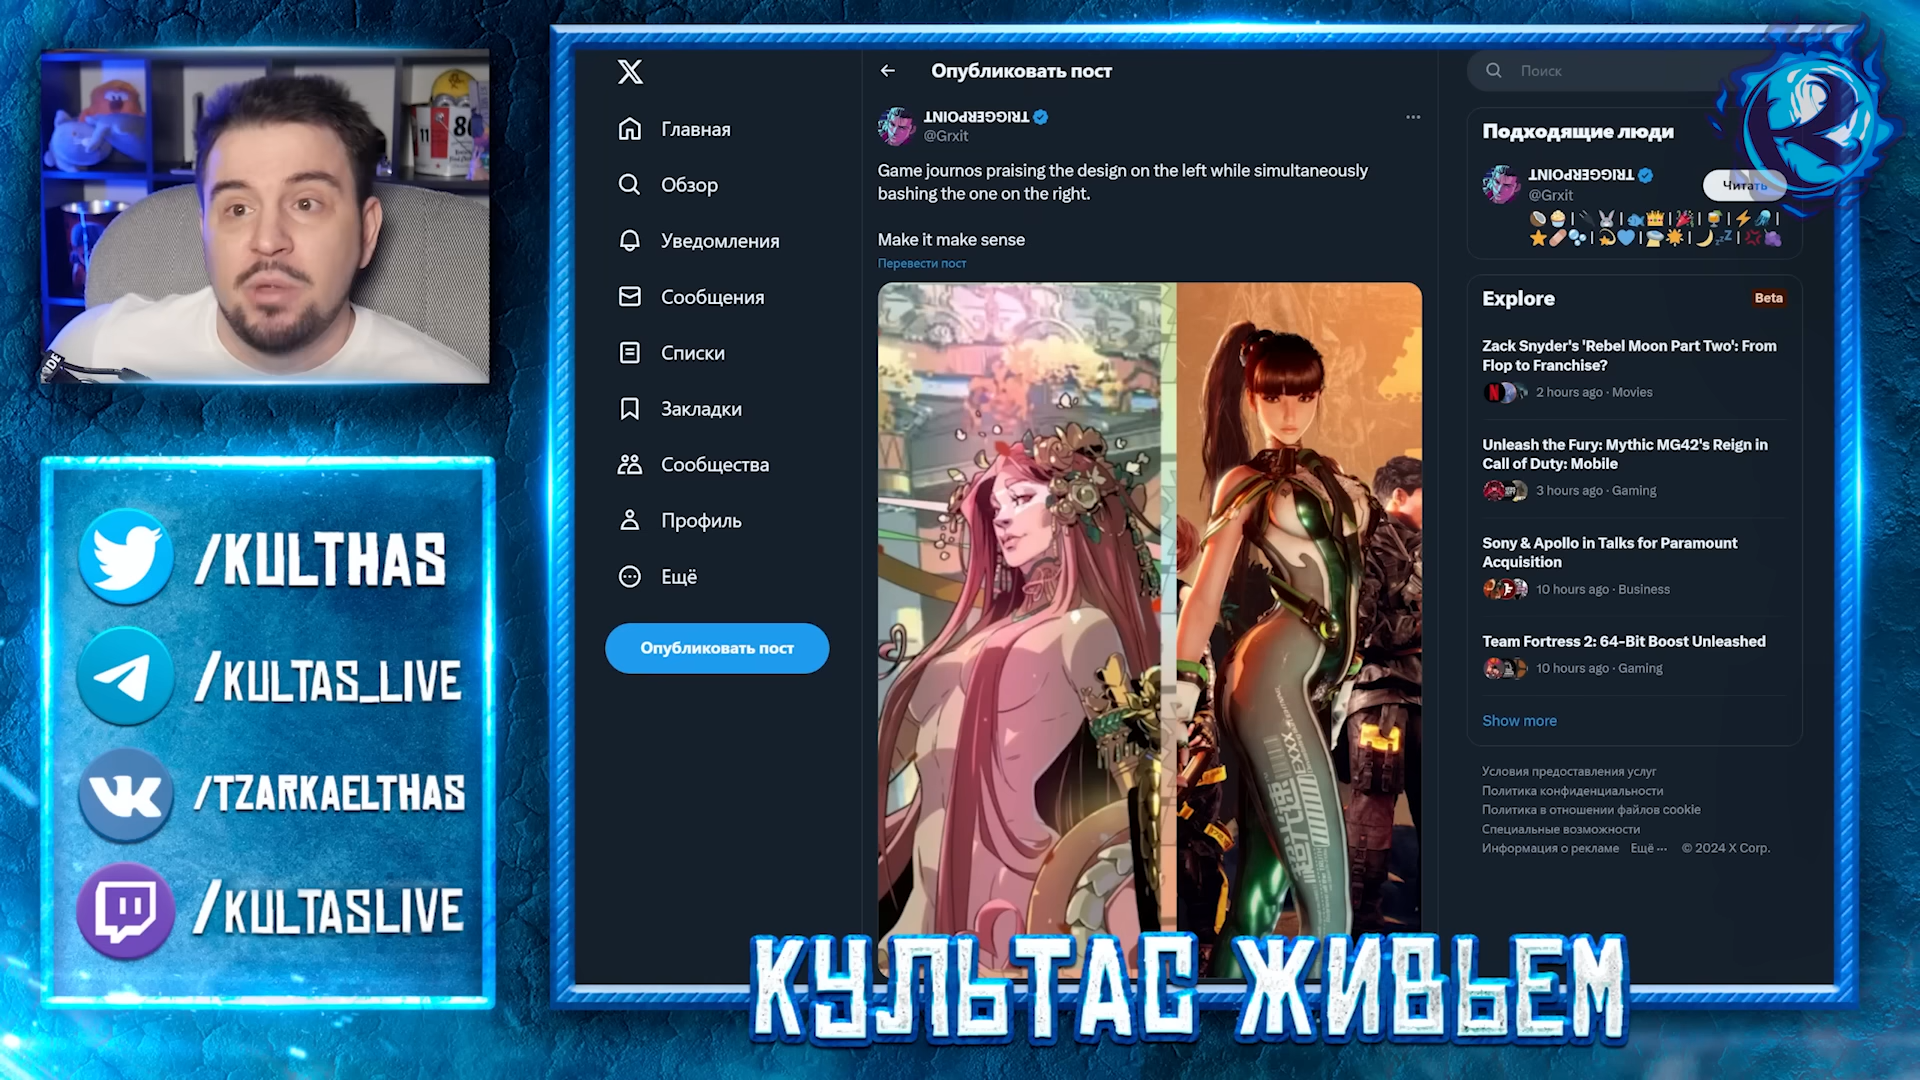 /KULTHAS
/KULTAS_LIVE
/TZARKAELTHAS
/KULTASLIVE
Опубликовать пост
TRIGGERPOINT
@Grxit
Game journos praising the design on the left while simultaneously
bashing the one on the right.
Make it make sense
Перевести пост
Главная
Обзор
Уведомления
Сообщения
Списки
Закладки
Сообщества
Профиль
Ещё
Опубликовать пост
Поиск
Подходящие люди
TRIGGERPOINT
@Grxit
Читать
Explore
Beta
Zack Snyder's 'Rebel Moon Part Two': From
Flop to Franchise?
2 hours ago · Movies
Unleash the Fury: Mythic MG42's Reign in
Call of Duty: Mobile
3 hours ago · Gaming
Sony & Apollo in Talks for Paramount
Acquisition
10 hours ago · Business
Team Fortress 2: 64-Bit Boost Unleashed
10 hours ago · Gaming
Show more
Условия предоставления услуг
Политика конфиденциальности
Политика в отношении файлов cookie
Специальные возможности
Информация о рекламе Ещё ··· © 2024 X Corp.
КУЛЬТАС ЖИВЬЕМ